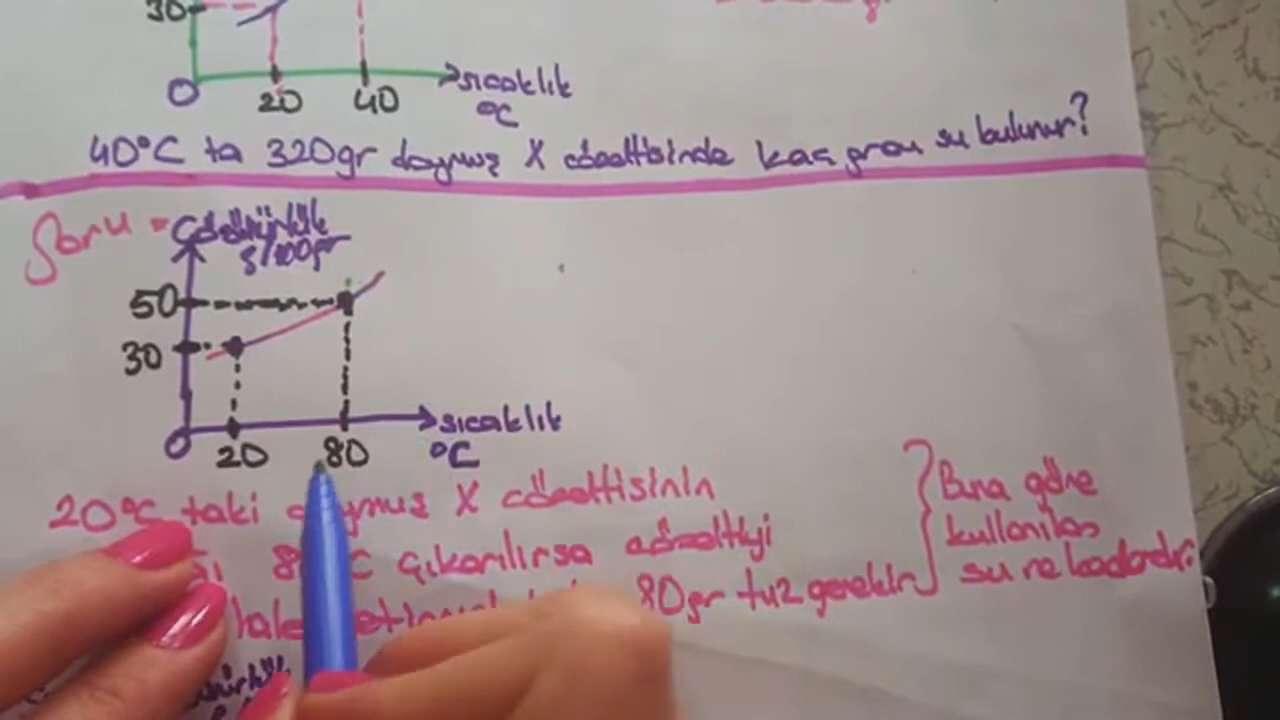 30
0 20 40 sıcaklık
°C
40°C ta 320gr doymuş X çözeltisinde kaç gram su bulunur?
Soru = Çözünürlük
g/100gr
50
30
0 20 80 sıcaklık
°C
20°C taki doymuş X çözeltisinin
80°C çıkarılırsa çözeltiyi
80gr tuz gerekir
Buna göre
kullanılan
su ne kadardır?